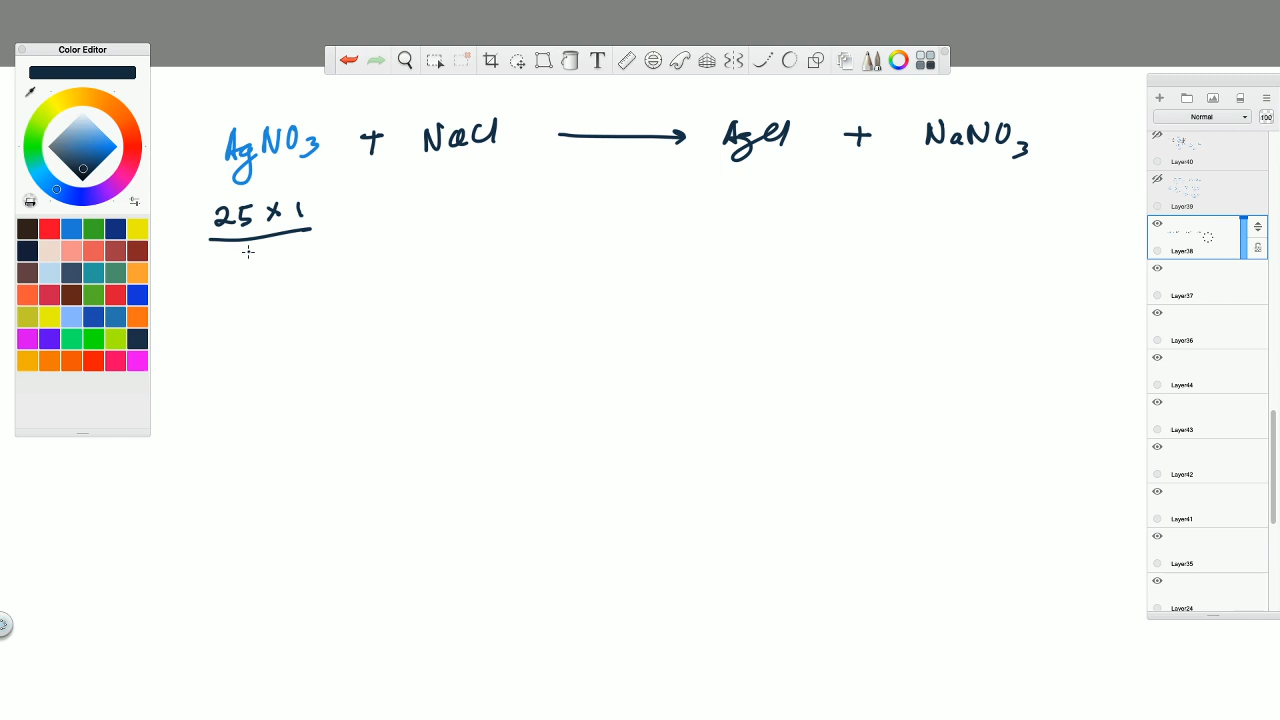 Color Editor
AgNO3 + NaCl → AgCl + NaNO3
25 × 1
T
Normal
100
Layer40
Layer39
Layer38
Layer37
Layer36
Layer44
Layer43
Layer42
Layer41
Layer35
Layer24